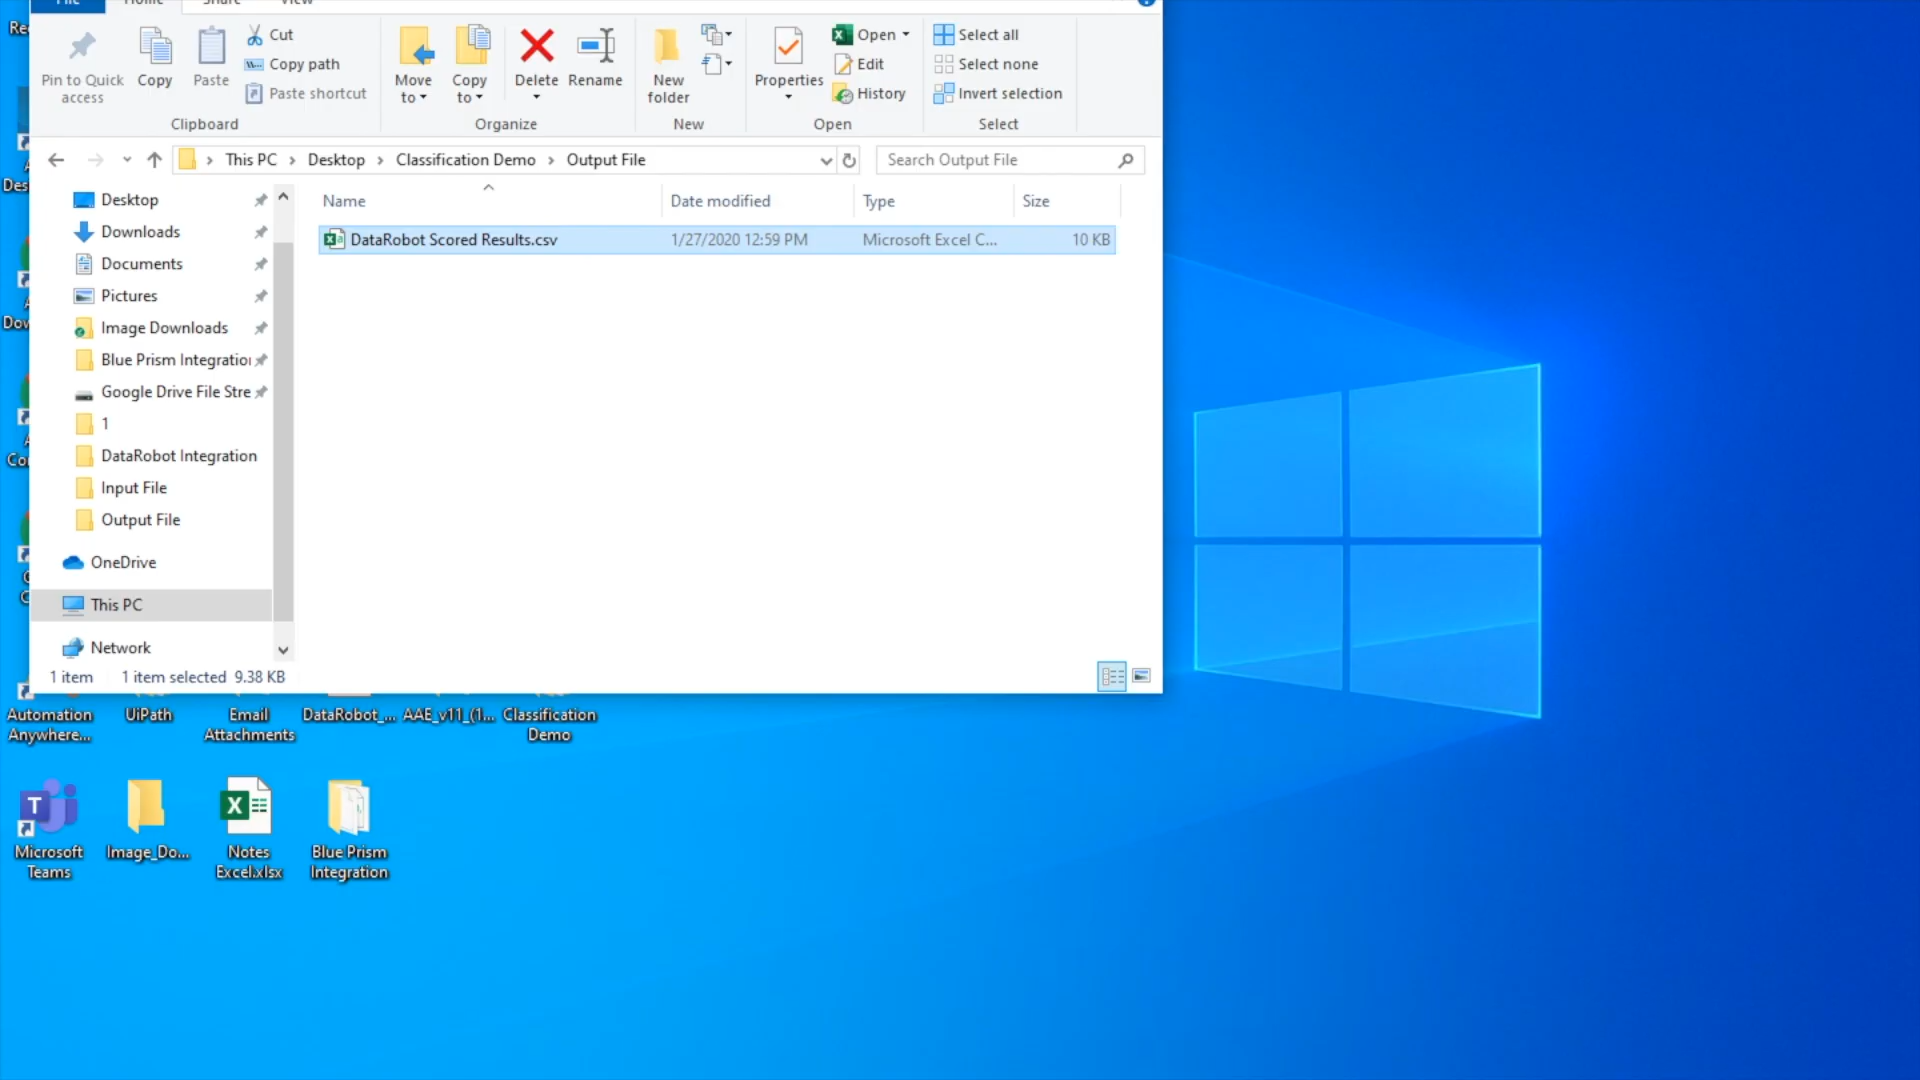 File Home Share View
Pin to Quick access
Copy
Paste
Cut
Copy path
Paste shortcut
Clipboard
Move to
Copy to
Delete
Rename
Organize
New folder
New
Properties
Open
Edit
History
Open
Select all
Select none
Invert selection
Select
This PC > Desktop > Classification Demo > Output File
Search Output File
Name Date modified Type Size
DataRobot Scored Results.csv 1/27/2020 12:59 PM Microsoft Excel C... 10 KB
Desktop
Downloads
Documents
Pictures
Image Downloads
Blue Prism Integration
Google Drive File Stre
1
DataRobot Integration
Input File
Output File
OneDrive
This PC
Network
1 item 1 item selected 9.38 KB
Automation
Anywhere...
UiPath
Email
Attachments
DataRobot_...
AAE_v11_(1...
Classification
Demo
Microsoft
Teams
Image_Do...
Notes
Excel.xlsx
Blue Prism
Integration